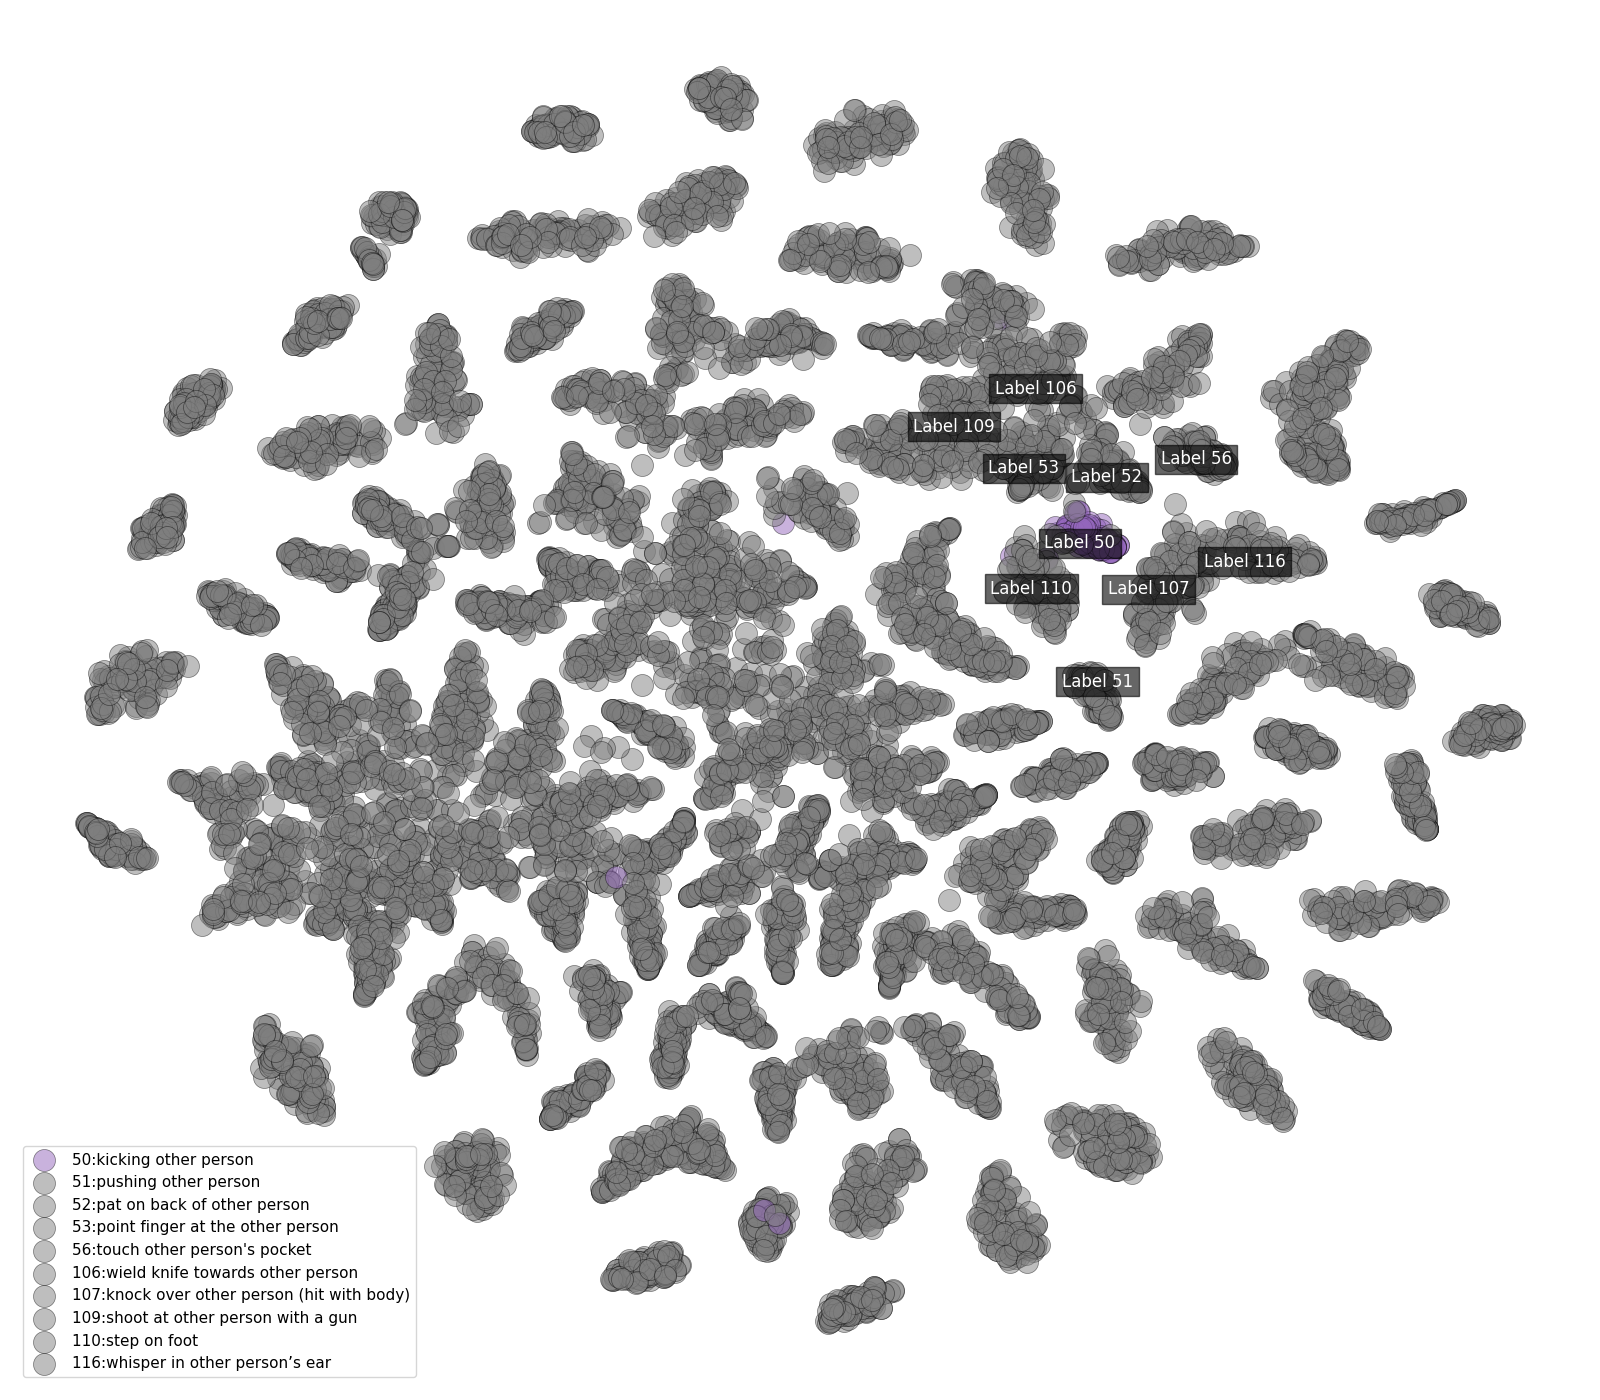 Label 106
Label 109
Label 53
Label 52
Label 56
Label 50
Label 116
Label 110
Label 107
Label 51
50:kicking other person
51:pushing other person
52:pat on back of other person
53:point finger at the other person
56:touch other person's pocket
106:wield knife towards other person
107:knock over other person (hit with body)
109:shoot at other person with a gun
110:step on foot
116:whisper in other person’s ear